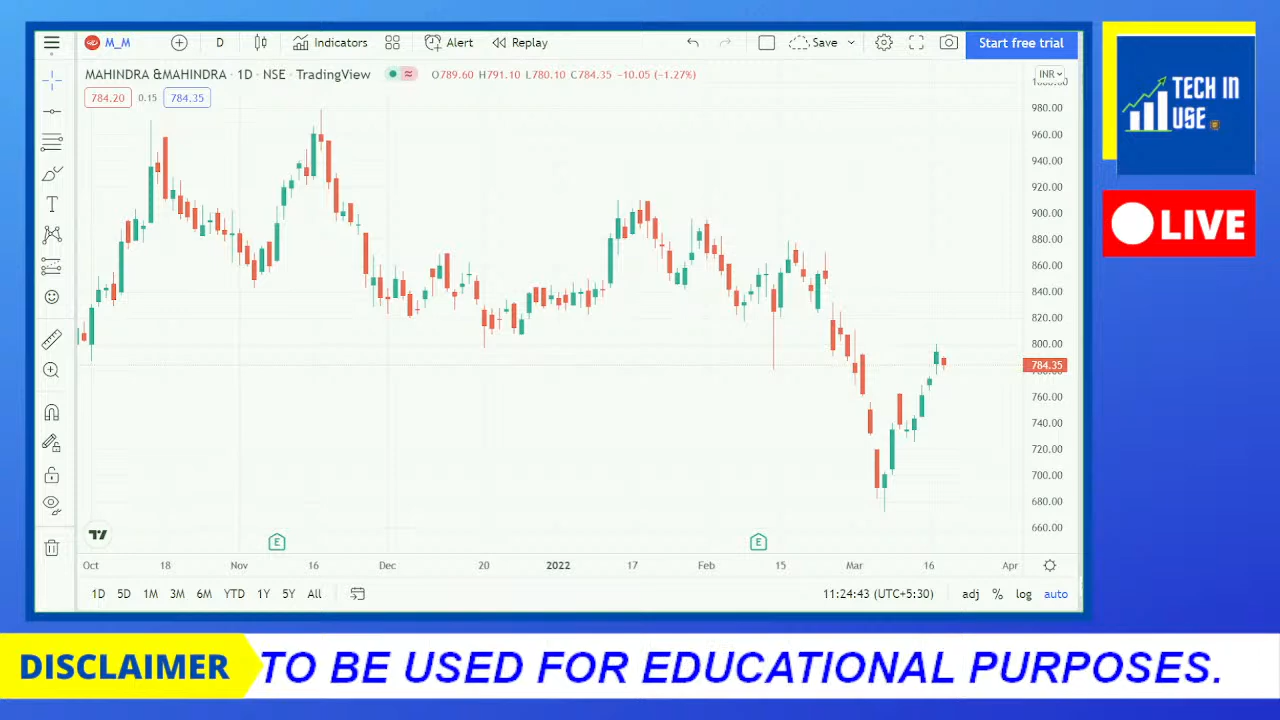 M_M D Indicators Alert Replay Save Start free trial
MAHINDRA &MAHINDRA · 1D · NSE · TradingView O789.60 H791.10 L780.10 C784.35 -10.05 (-1.27%) INR
784.20 0.15 784.35
980.00
960.00
940.00
920.00
900.00
880.00
860.00
840.00
820.00
800.00
784.35
760.00
740.00
720.00
700.00
680.00
660.00
E E
Oct 18 Nov 16 Dec 20 2022 17 Feb 15 Mar 16 Apr
1D 5D 1M 3M 6M YTD 1Y 5Y All 11:24:43 (UTC+5:30) adj % log auto
TECH IN
USE
LIVE
DISCLAIMER TO BE USED FOR EDUCATIONAL PURPOSES.